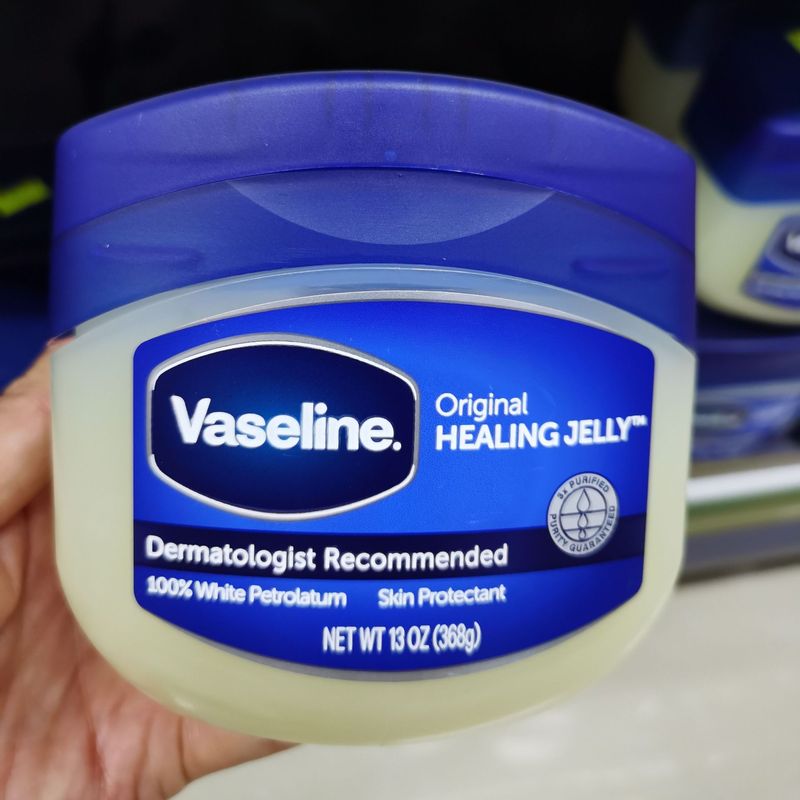 Vaseline.
Original
HEALING JELLY™
3x PURIFIED
PURITY GUARANTEED
Dermatologist Recommended
100% White Petrolatum Skin Protectant
NET WT 13 OZ (368g)